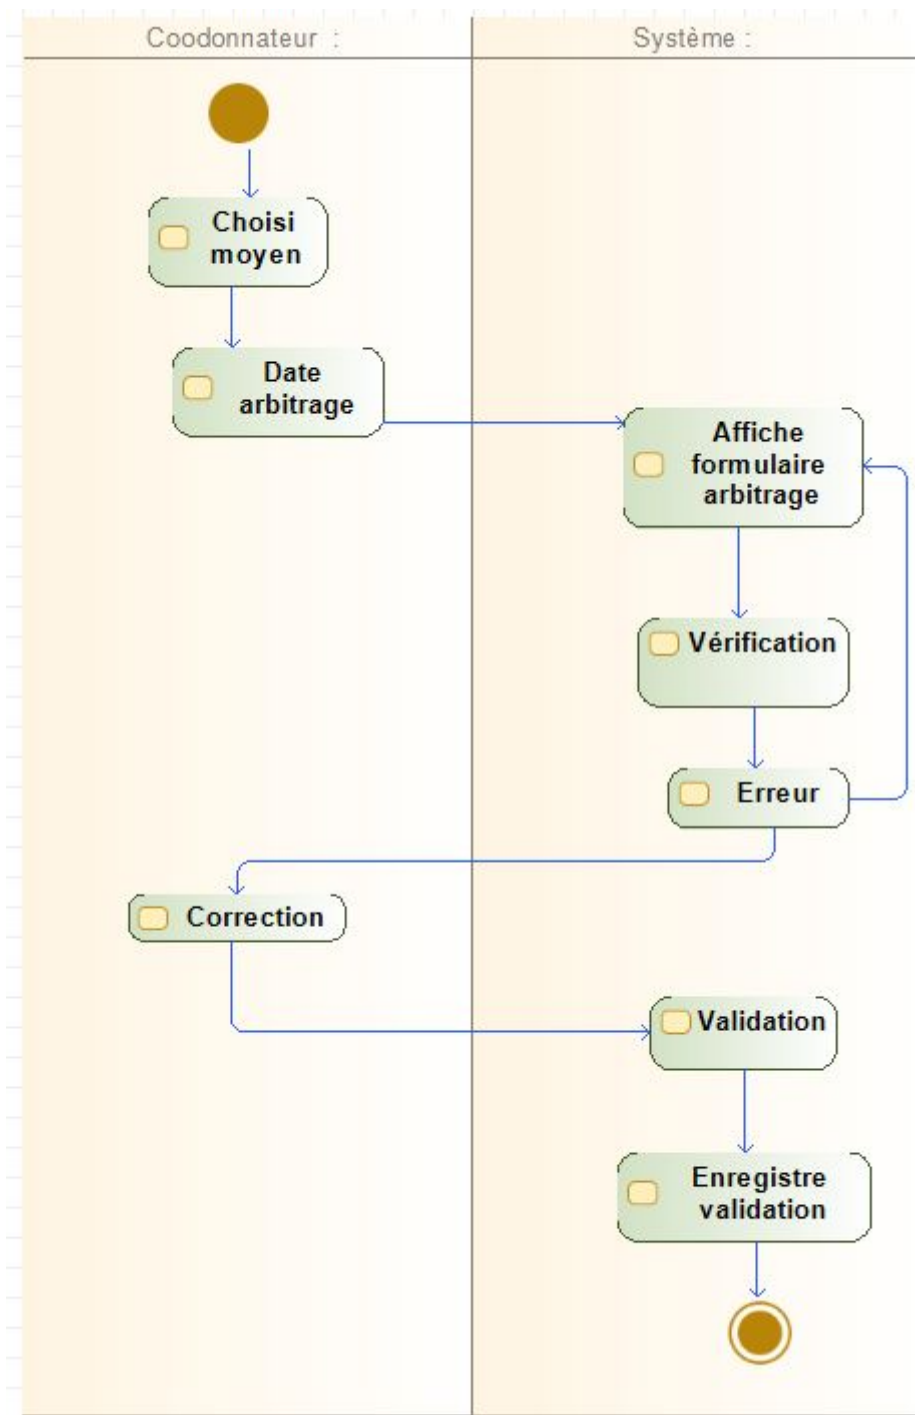 Coodonnateur :
Système :
Choisi
moyen
Date
arbitrage
Affiche
formulaire
arbitrage
Vérification
Erreur
Correction
Validation
Enregistre
validation